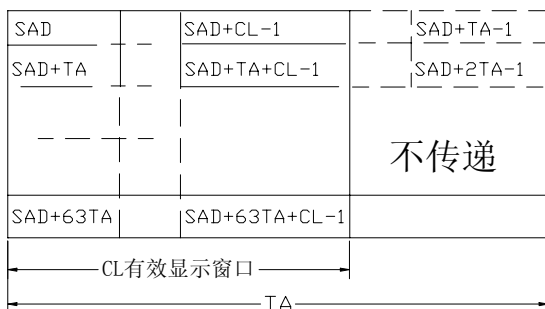 SAD SAD+CL-1 SAD+TA-1
SAD+TA SAD+TA+CL-1 SAD+2TA-1
不传递
SAD+63TA SAD+63TA+CL-1
CL有效显示窗口
TA